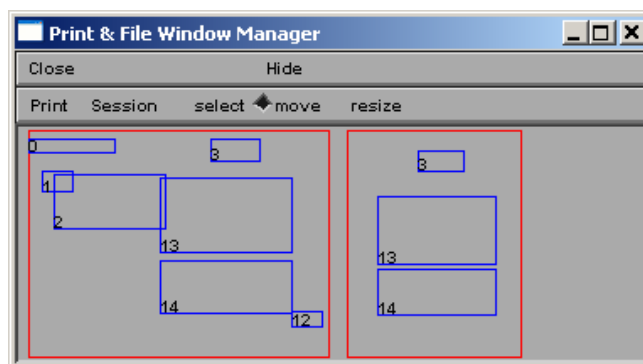 Print & File Window Manager
Close Hide
Print Session select move resize
0 3 3
1
2
13 13
14 14
12